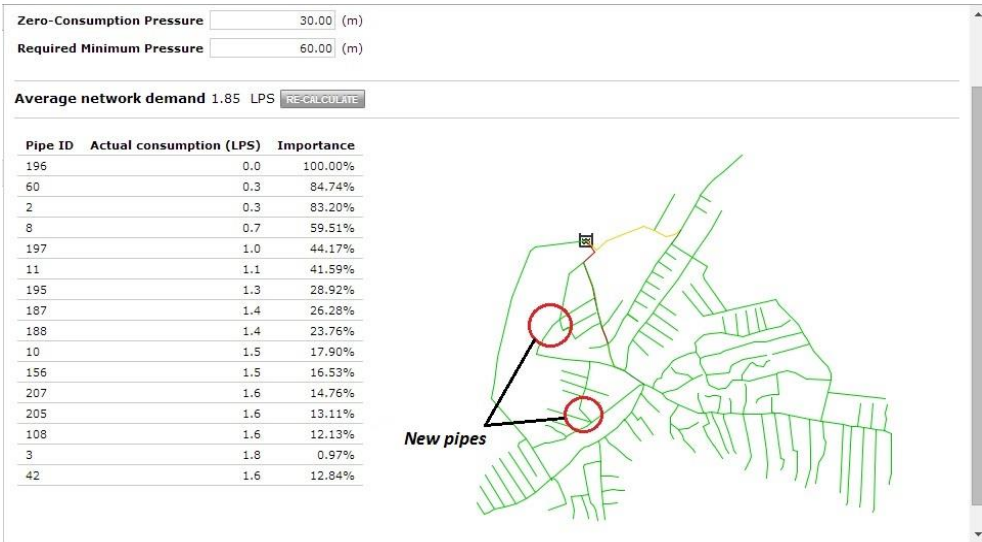 Zero-Consumption Pressure 30.00 (m)
Required Minimum Pressure 60.00 (m)
Average network demand 1.85 LPS RE-CALCULATE
Pipe ID Actual consumption (LPS) Importance
196 0.0 100.00%
60 0.3 84.74%
2 0.3 83.20%
8 0.7 59.51%
197 1.0 44.17%
11 1.1 41.59%
195 1.3 28.92%
187 1.4 26.28%
188 1.4 23.76%
10 1.5 17.90%
156 1.5 16.53%
207 1.6 14.76%
205 1.6 13.11%
108 1.6 12.13%
3 1.8 0.97%
42 1.6 12.84%
New pipes